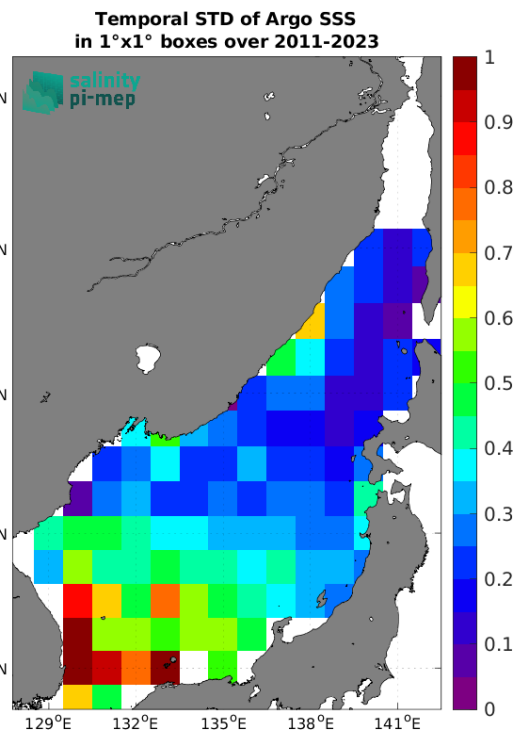 Temporal STD of Argo SSS
in 1°x1° boxes over 2011-2023
salinity
pi-mep
1
0.9
0.8
0.7
0.6
0.5
0.4
0.3
0.2
0.1
0
N
N
N
N
N
129°E 132°E 135°E 138°E 141°E